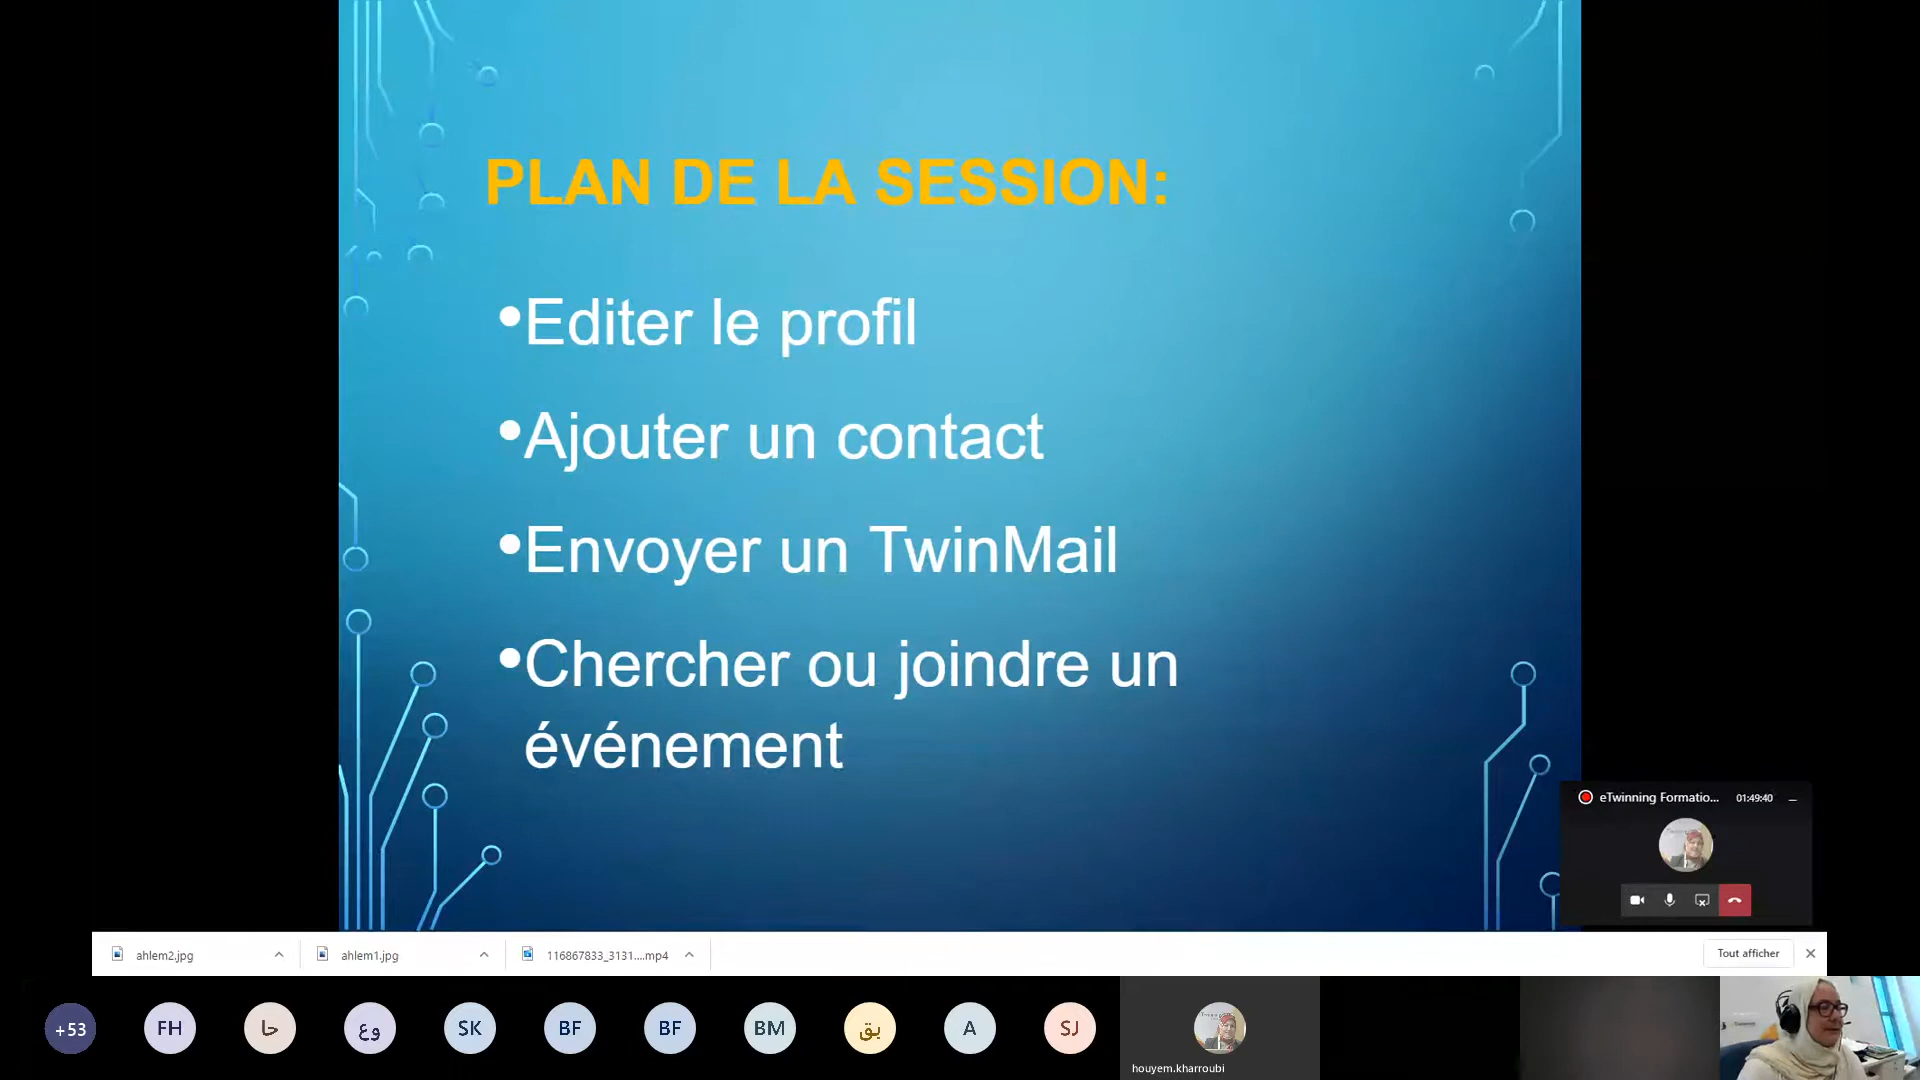 PLAN DE LA SESSION:
•Editer le profil
•Ajouter un contact
•Envoyer un TwinMail
•Chercher ou joindre un
événement
eTwinning Formatio... 01:49:40
ahlem2.jpg
ahlem1.jpg
116867833_3131....mp4
Tout afficher
+53
FH
حا
وع
SK
BF
BF
BM
بق
A
SJ
houyem.kharroubi